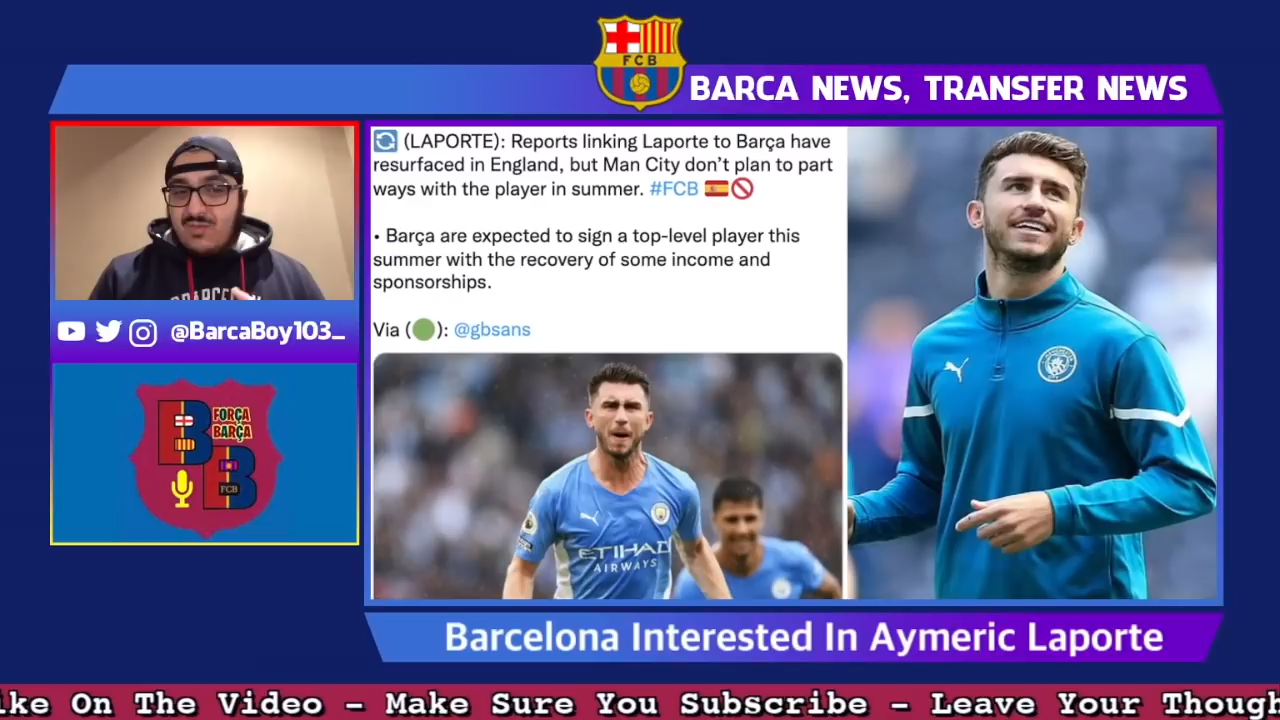 FCB
BARCA NEWS, TRANSFER NEWS
(LAPORTE): Reports linking Laporte to Barça have
resurfaced in England, but Man City don't plan to part
ways with the player in summer. #FCB
• Barça are expected to sign a top-level player this
summer with the recovery of some income and
sponsorships.
Via ( ): @gbsans
@BarcaBoy103_
FORÇA
BARÇA
FCB
ETIHAD
AIRWAYS
Barcelona Interested In Aymeric Laporte
ike On The Video - Make Sure You Subscribe - Leave Your Though